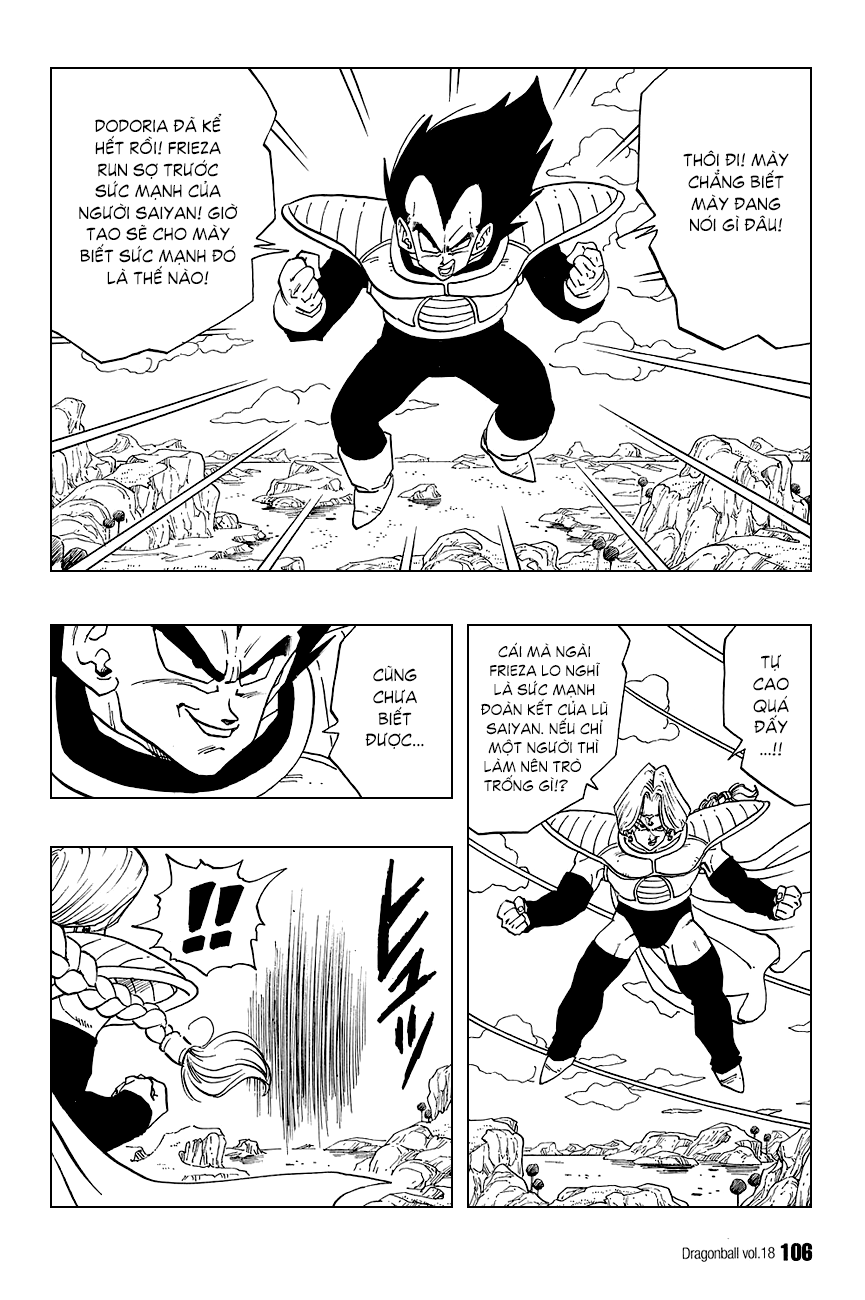 THÔI ĐI! MÀY
CHẲNG BIẾT
MÀY ĐANG
NÓI GÌ ĐÂU!
DODORIA ĐÃ KỂ
HẾT RỒI! FRIEZA
RUN SỢ TRƯỚC
SỨC MẠNH CỦA
NGƯỜI SAIYAN! GIỜ
TAO SẼ CHO MÀY
BIẾT SỨC MẠNH ĐÓ
LÀ THẾ NÀO!
TỰ
CAO
QUÁ
ĐẤY
...!!
CÁI MÀ NGÀI
FRIEZA LO NGHĨ
LÀ SỨC MẠNH
ĐOÀN KẾT CỦA LŨ
SAIYAN. NẾU CHỈ
MỘT NGƯỜI THÌ
LÀM NÊN TRÒ
TRỐNG GÌ!?
CŨNG
CHƯA
BIẾT
ĐƯỢC...
ヒュッ
!!
Dragonball vol.18 106